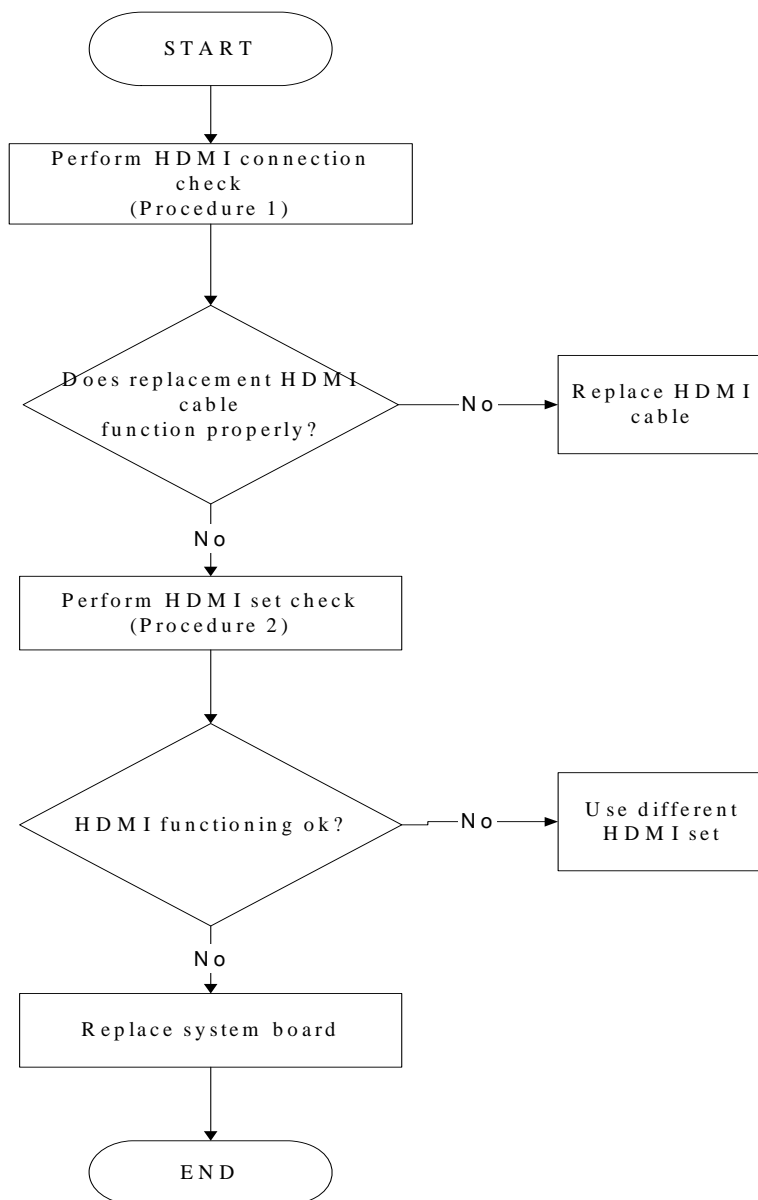 START
Perform HDMI connection
check
(Procedure 1)
Does replacement HDMI
cable
function properly?
No
Replace HDMI
cable
No
Perform HDMI set check
(Procedure 2)
HDMI functioning ok?
No
Use different
HDMI set
No
Replace system board
END